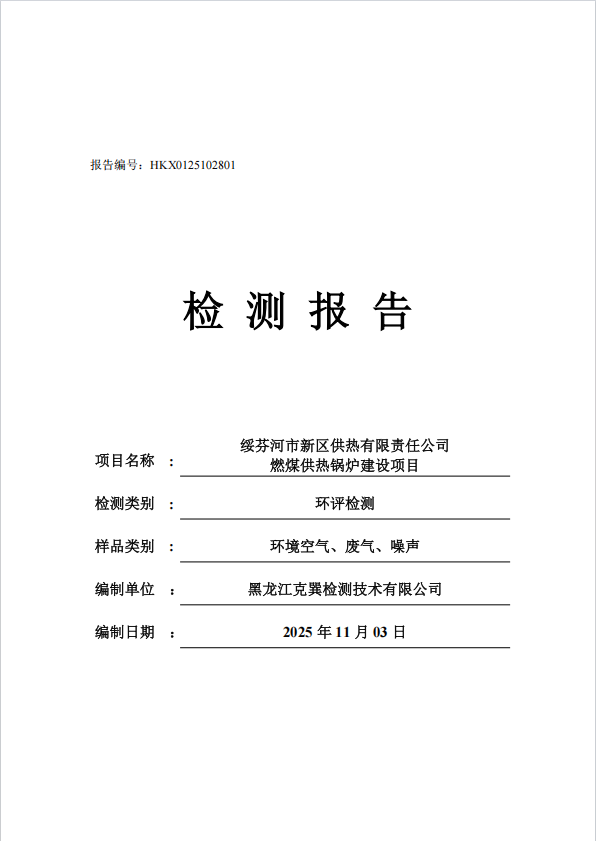 报告编号：HKX0125102801
检 测 报 告
项目名称 ： 绥芬河市新区供热有限责任公司
燃煤供热锅炉建设项目
检测类别 ： 环评检测
样品类别 ： 环境空气、废气、噪声
编制单位 ： 黑龙江克巽检测技术有限公司
编制日期 ： 2025 年 11 月 03 日